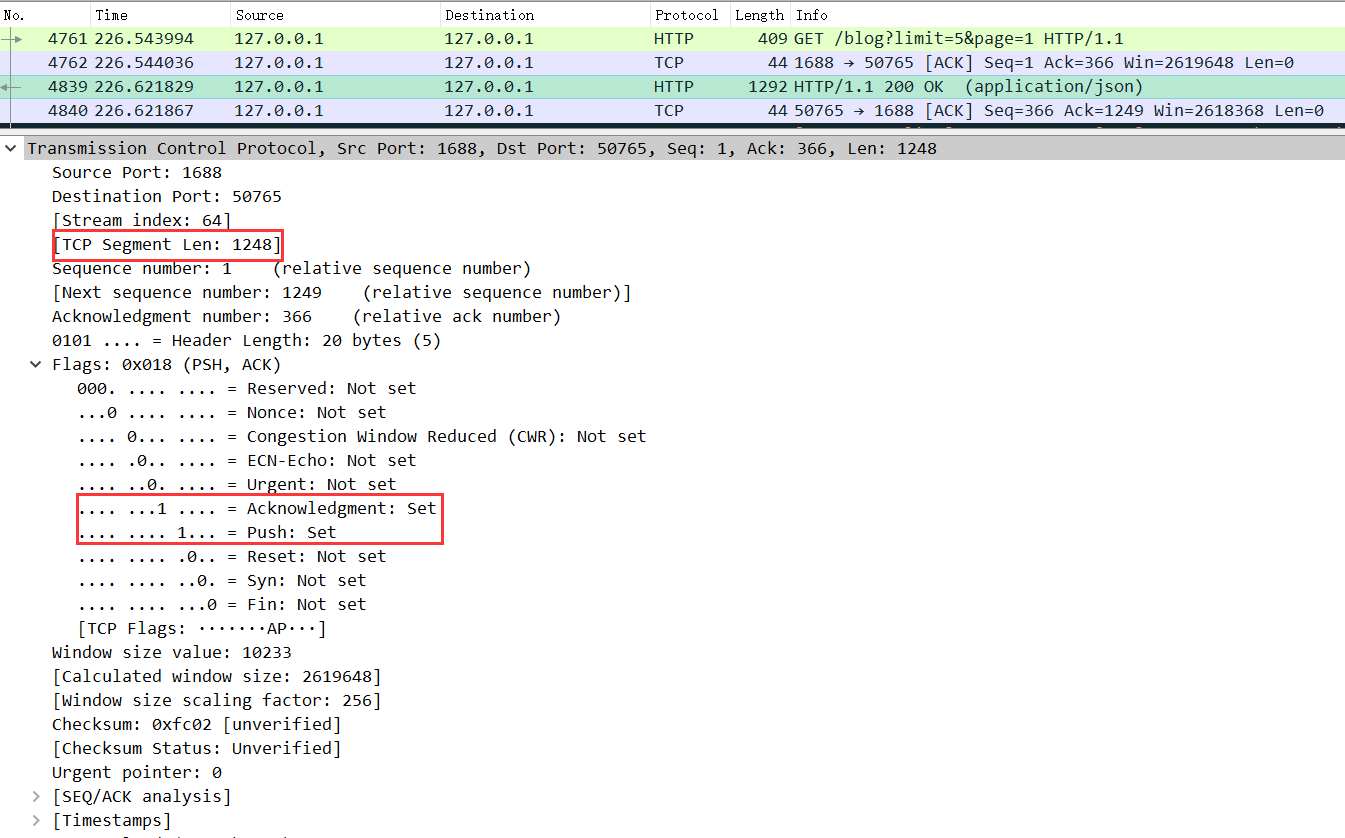 No. Time Source Destination Protocol Length Info
4761 226.543994 127.0.0.1 127.0.0.1 HTTP 409 GET /blog?limit=5&page=1 HTTP/1.1
4762 226.544036 127.0.0.1 127.0.0.1 TCP 44 1688 → 50765 [ACK] Seq=1 Ack=366 Win=2619648 Len=0
4839 226.621829 127.0.0.1 127.0.0.1 HTTP 1292 HTTP/1.1 200 OK (application/json)
4840 226.621867 127.0.0.1 127.0.0.1 TCP 44 50765 → 1688 [ACK] Seq=366 Ack=1249 Win=2618368 Len=0
Transmission Control Protocol, Src Port: 1688, Dst Port: 50765, Seq: 1, Ack: 366, Len: 1248
Source Port: 1688
Destination Port: 50765
[Stream index: 64]
[TCP Segment Len: 1248]
Sequence number: 1 (relative sequence number)
[Next sequence number: 1249 (relative sequence number)]
Acknowledgment number: 366 (relative ack number)
0101 .... = Header Length: 20 bytes (5)
Flags: 0x018 (PSH, ACK)
000. .... .... = Reserved: Not set
...0 .... .... = Nonce: Not set
.... 0... .... = Congestion Window Reduced (CWR): Not set
.... .0.. .... = ECN-Echo: Not set
.... ..0. .... = Urgent: Not set
.... ...1 .... = Acknowledgment: Set
.... .... 1... = Push: Set
.... .... .0.. = Reset: Not set
.... .... ..0. = Syn: Not set
.... .... ...0 = Fin: Not set
[TCP Flags: ·······AP···]
Window size value: 10233
[Calculated window size: 2619648]
[Window size scaling factor: 256]
Checksum: 0xfc02 [unverified]
[Checksum Status: Unverified]
Urgent pointer: 0
[SEQ/ACK analysis]
[Timestamps]